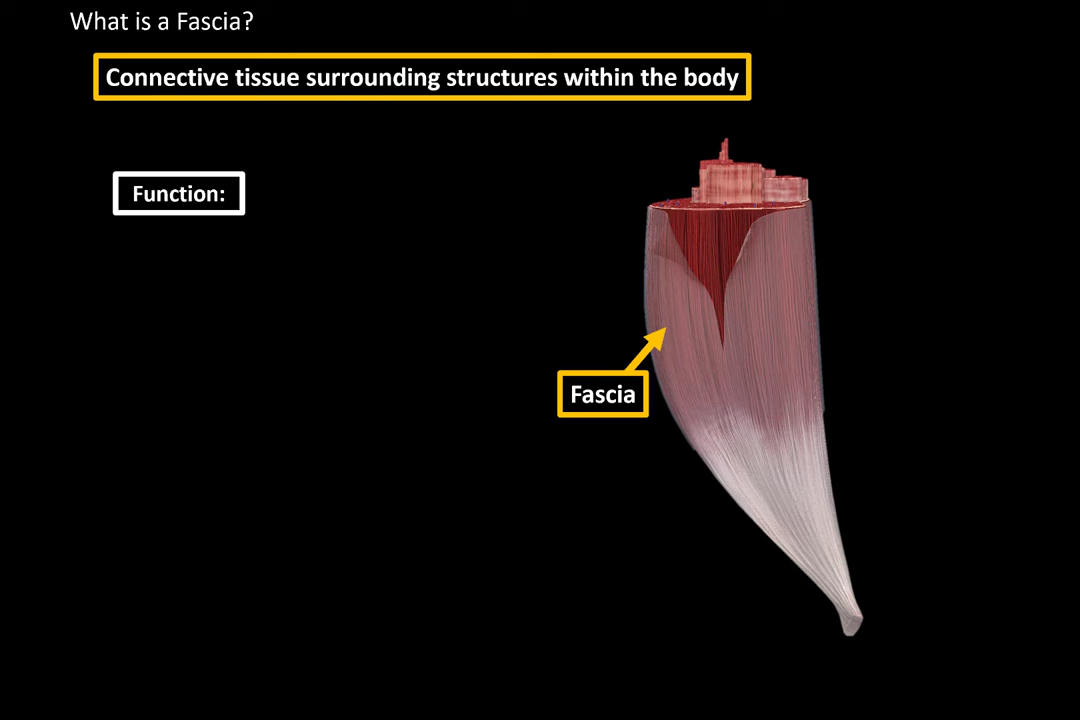 What is a Fascia?
Connective tissue surrounding structures within the body
Function:
Fascia